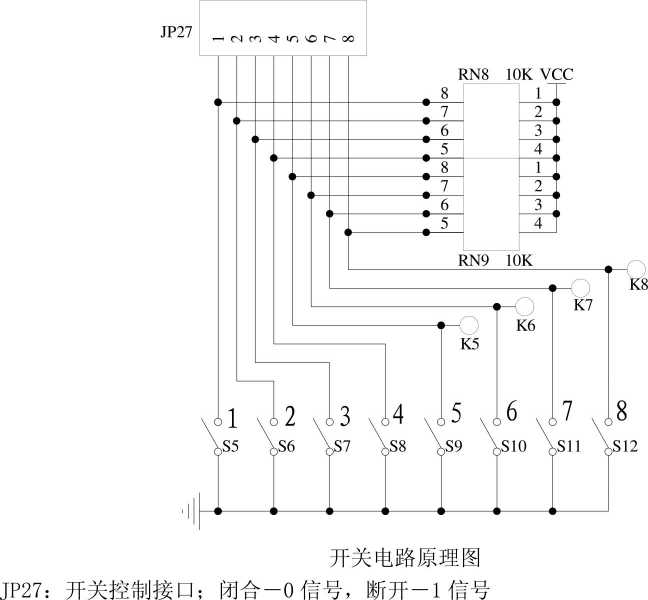 JP27
1 2 3 4 5 6 7 8
RN8 10K VCC
8 1
7 2
6 3
5 4
8 1
7 2
6 3
5 4
RN9 10K
K8
K7
K6
K5
1 2 3 4 5 6 7 8
S5 S6 S7 S8 S9 S10 S11 S12
开关电路原理图
JP27：开关控制接口；闭合－0 信号，断开－1 信号